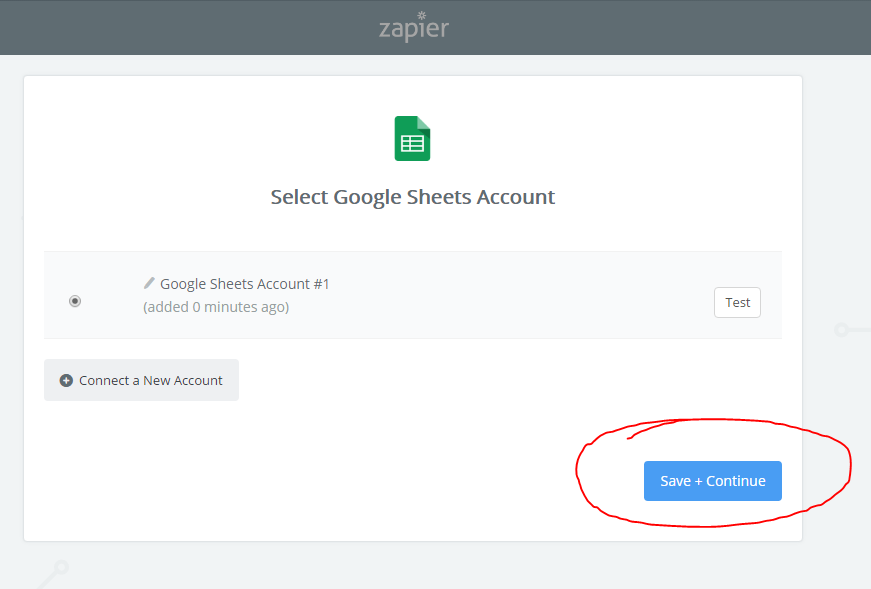 zapier
Select Google Sheets Account
Google Sheets Account #1
(added 0 minutes ago)
Test
Connect a New Account
Save + Continue